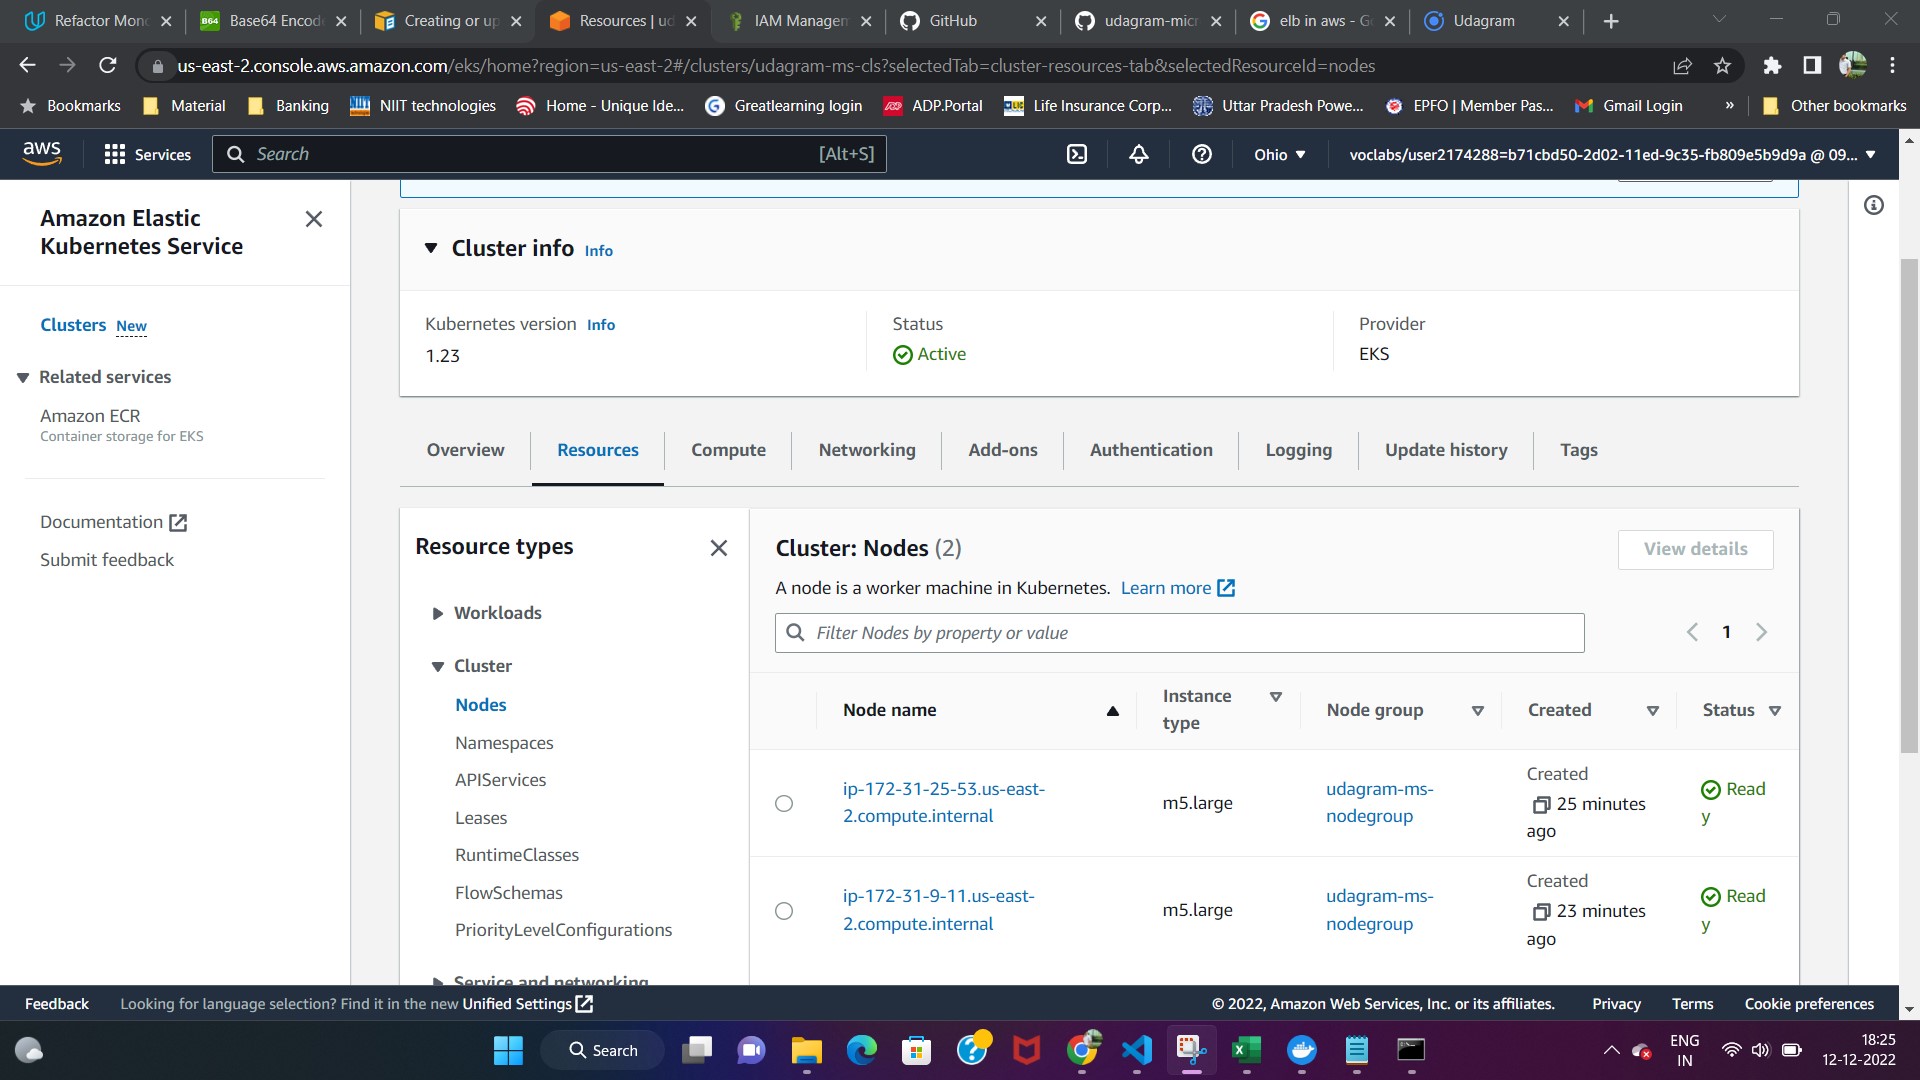 Refactor Mon
Base64 Encod
Creating or up
Resources | ud
IAM Managem
GitHub
udagram-micr
elb in aws - G
Udagram
us-east-2.console.aws.amazon.com/eks/home?region=us-east-2#/clusters/udagram-ms-cls?selectedTab=cluster-resources-tab&selectedResourceId=nodes
Bookmarks
Material
Banking
NIIT technologies
Home - Unique Ide...
Greatlearning login
ADP.Portal
Life Insurance Corp...
Uttar Pradesh Powe...
EPFO | Member Pas...
Gmail Login
»
Other bookmarks
aws
Services
Search
[Alt+S]
Ohio
voclabs/user2174288=b71cbd50-2d02-11ed-9c35-fb809e5b9d9a @ 09...
Amazon Elastic
Kubernetes Service
Clusters New
Related services
Amazon ECR
Container storage for EKS
Documentation
Submit feedback
Cluster info Info
Kubernetes version Info
1.23
Status
Active
Provider
EKS
Overview
Resources
Compute
Networking
Add-ons
Authentication
Logging
Update history
Tags
Resource types
Workloads
Cluster
Nodes
Namespaces
APIServices
Leases
RuntimeClasses
FlowSchemas
PriorityLevelConfigurations
Service and networking
Cluster: Nodes (2)
View details
A node is a worker machine in Kubernetes. Learn more
Filter Nodes by property or value
1
Node name
Instance
type
Node group
Created
Status
ip-172-31-25-53.us-east-
2.compute.internal
m5.large
udagram-ms-
nodegroup
Created
25 minutes
ago
Read
y
ip-172-31-9-11.us-east-
2.compute.internal
m5.large
udagram-ms-
nodegroup
Created
23 minutes
ago
Read
y
Feedback
Looking for language selection? Find it in the new Unified Settings
© 2022, Amazon Web Services, Inc. or its affiliates.
Privacy
Terms
Cookie preferences
Search
ENG
IN
18:25
12-12-2022